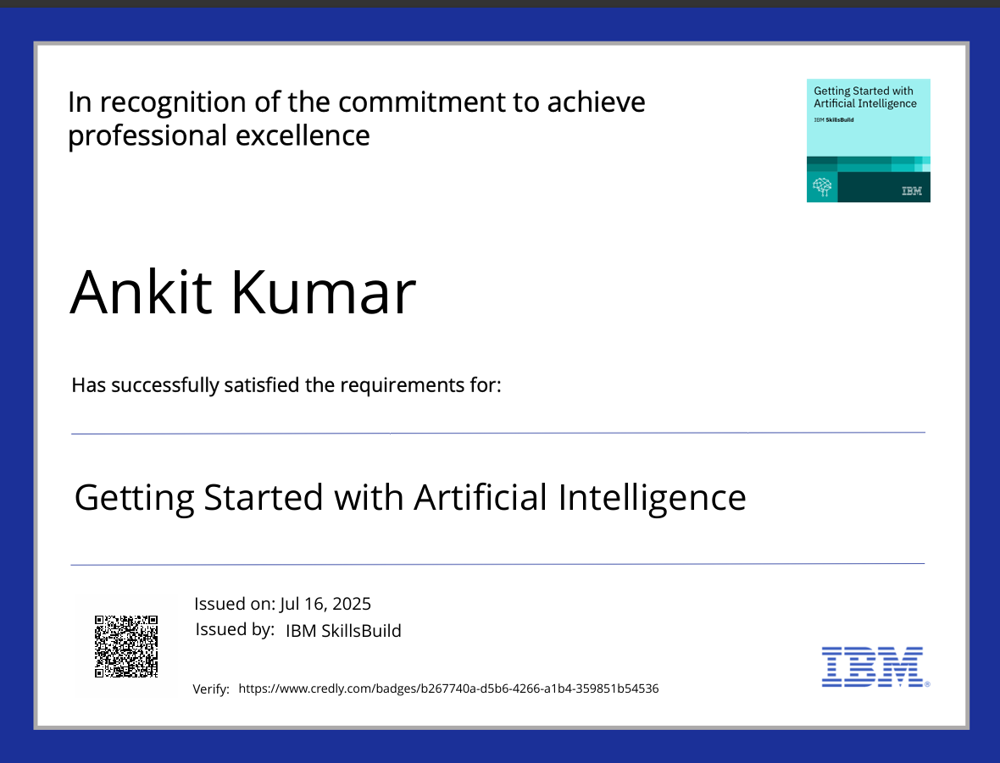 In recognition of the commitment to achieve
professional excellence
Getting Started with
Artificial Intelligence
IBM SkillsBuild
IBM
Ankit Kumar
Has successfully satisfied the requirements for:
Getting Started with Artificial Intelligence
Issued on: Jul 16, 2025
Issued by: IBM SkillsBuild
Verify: https://www.credly.com/badges/b267740a-d5b6-4266-a1b4-359851b54536
IBM®